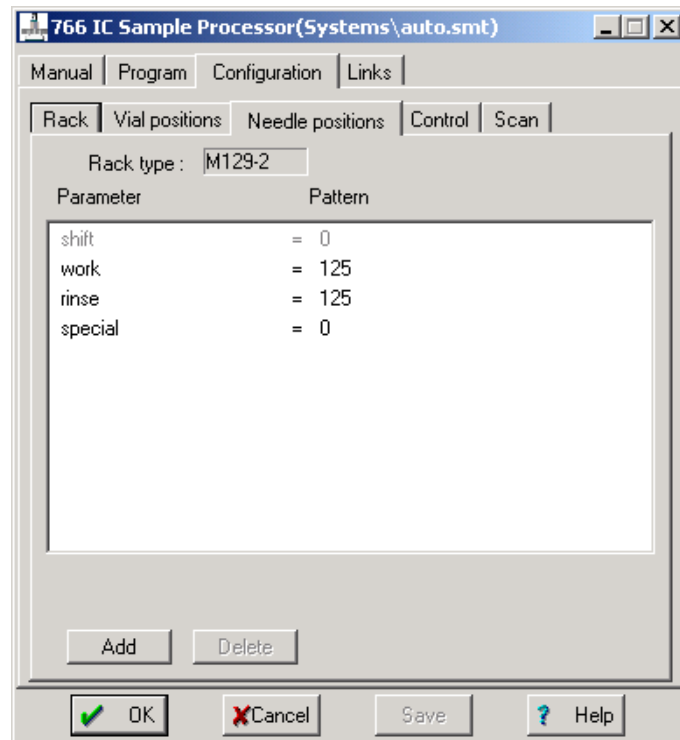 766 IC Sample Processor(Systems\auto.smt)
Manual Program Configuration Links
Rack Vial positions Needle positions Control Scan
Rack type : M129-2
Parameter Pattern
shift = 0
work = 125
rinse = 125
special = 0
Add Delete
OK Cancel Save ? Help